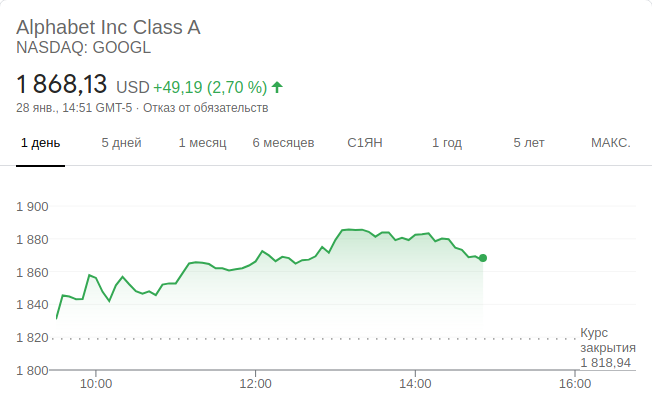 Alphabet Inc Class A
NASDAQ: GOOGL
1 868,13 USD +49,19 (2,70 %)
28 янв., 14:51 GMT-5 · Отказ от обязательств
1 день 5 дней 1 месяц 6 месяцев С1ЯН 1 год 5 лет МАКС.
1 900
1 880
1 860
1 840
1 820
1 800
Курс
закрытия
1 818,94
10:00 12:00 14:00 16:00